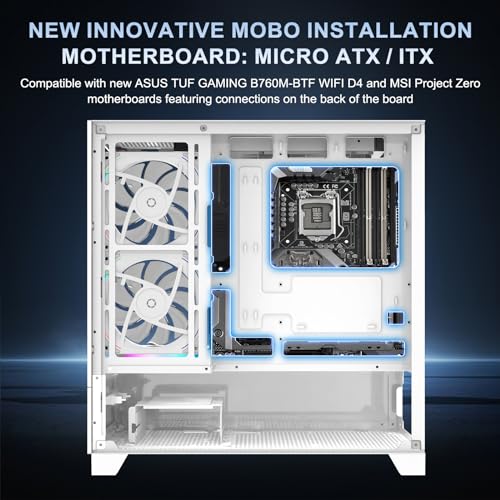 NEW INNOVATIVE MOBO INSTALLATION
MOTHERBOARD: MICRO ATX / ITX
Compatible with new ASUS TUF GAMING B760M-BTF WIFI D4 and MSI Project Zero
motherboards featuring connections on the back of the board